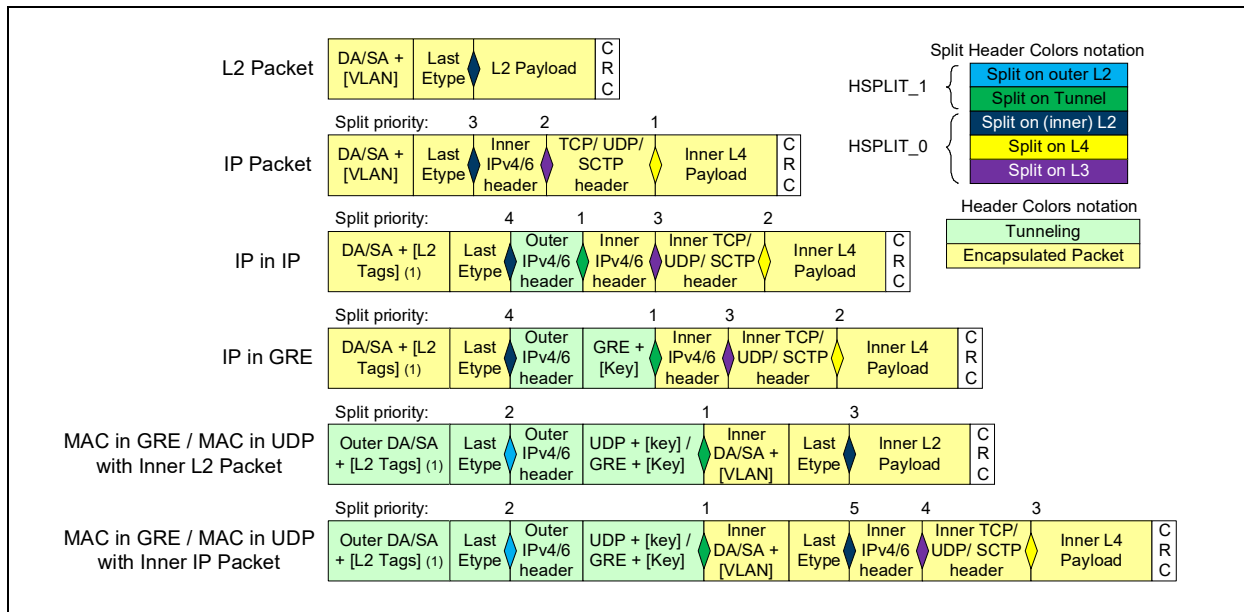 L2 Packet
DA/SA +
[VLAN]
Last
Etype
L2 Payload
C
R
C
Split Header Colors notation
HSPLIT_1
Split on outer L2
Split on Tunnel
HSPLIT_0
Split on (inner) L2
Split on L4
Split on L3
Header Colors notation
Tunneling
Encapsulated Packet
Split priority:
3
2
1
IP Packet
DA/SA +
[VLAN]
Last
Etype
Inner
IPv4/6
header
TCP/ UDP/
SCTP
header
Inner L4
Payload
C
R
C
Split priority:
4
1
3
2
IP in IP
DA/SA + [L2
Tags] (1)
Last
Etype
Outer
IPv4/6
header
Inner
IPv4/6
header
Inner TCP/
UDP/ SCTP
header
Inner L4
Payload
C
R
C
Split priority:
4
1
3
2
IP in GRE
DA/SA + [L2
Tags] (1)
Last
Etype
Outer
IPv4/6
header
GRE +
[Key]
Inner
IPv4/6
header
Inner TCP/
UDP/ SCTP
header
Inner L4
Payload
C
R
C
Split priority:
2
1
3
MAC in GRE / MAC in UDP
with Inner L2 Packet
Outer DA/SA
+ [L2 Tags] (1)
Last
Etype
Outer
IPv4/6
header
UDP + [key] /
GRE + [Key]
Inner
DA/SA +
[VLAN]
Last
Etype
Inner L2
Payload
C
R
C
Split priority:
2
1
5
4
3
MAC in GRE / MAC in UDP
with Inner IP Packet
Outer DA/SA
+ [L2 Tags] (1)
Last
Etype
Outer
IPv4/6
header
UDP + [key] /
GRE + [Key]
Inner
DA/SA +
[VLAN]
Last
Etype
Inner
IPv4/6
header
Inner TCP/
UDP/ SCTP
header
Inner L4
Payload
C
R
C